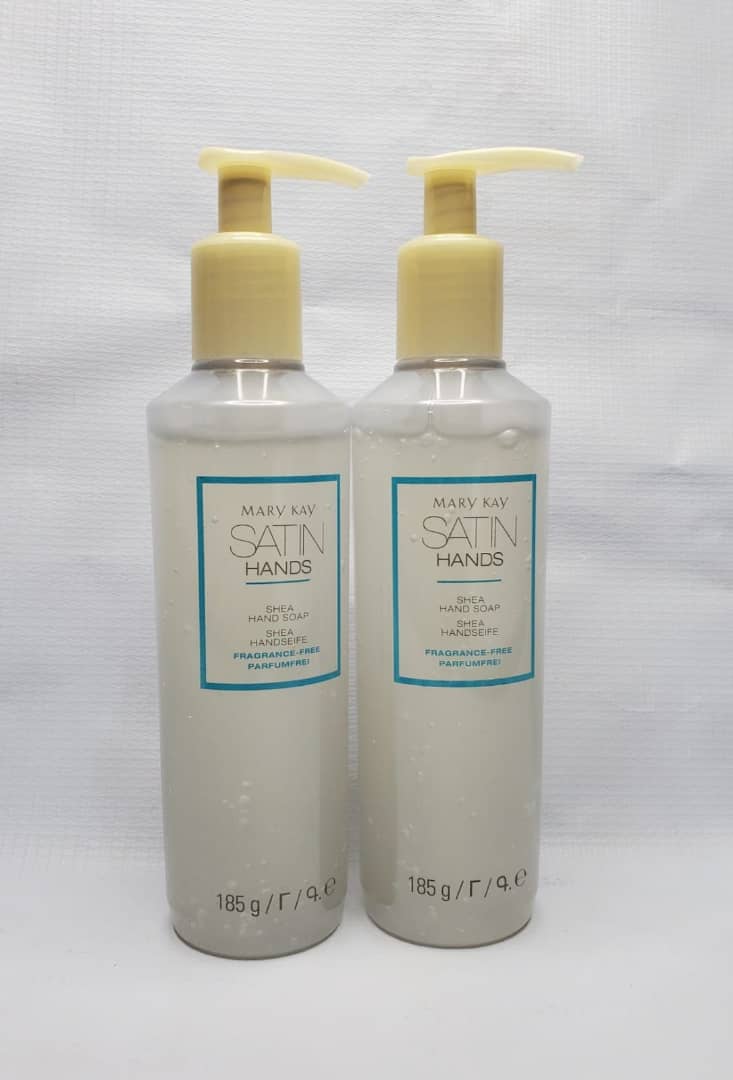 MARY KAY
SATIN
HANDS
SHEA
HAND SOAP
SHEA
HANDSEIFE
FRAGRANCE-FREE
PARFUMFREI
185 g / Г / գ. ℮
MARY KAY
SATIN
HANDS
SHEA
HAND SOAP
SHEA
HANDSEIFE
FRAGRANCE-FREE
PARFUMFREI
185 g / Г / գ. ℮